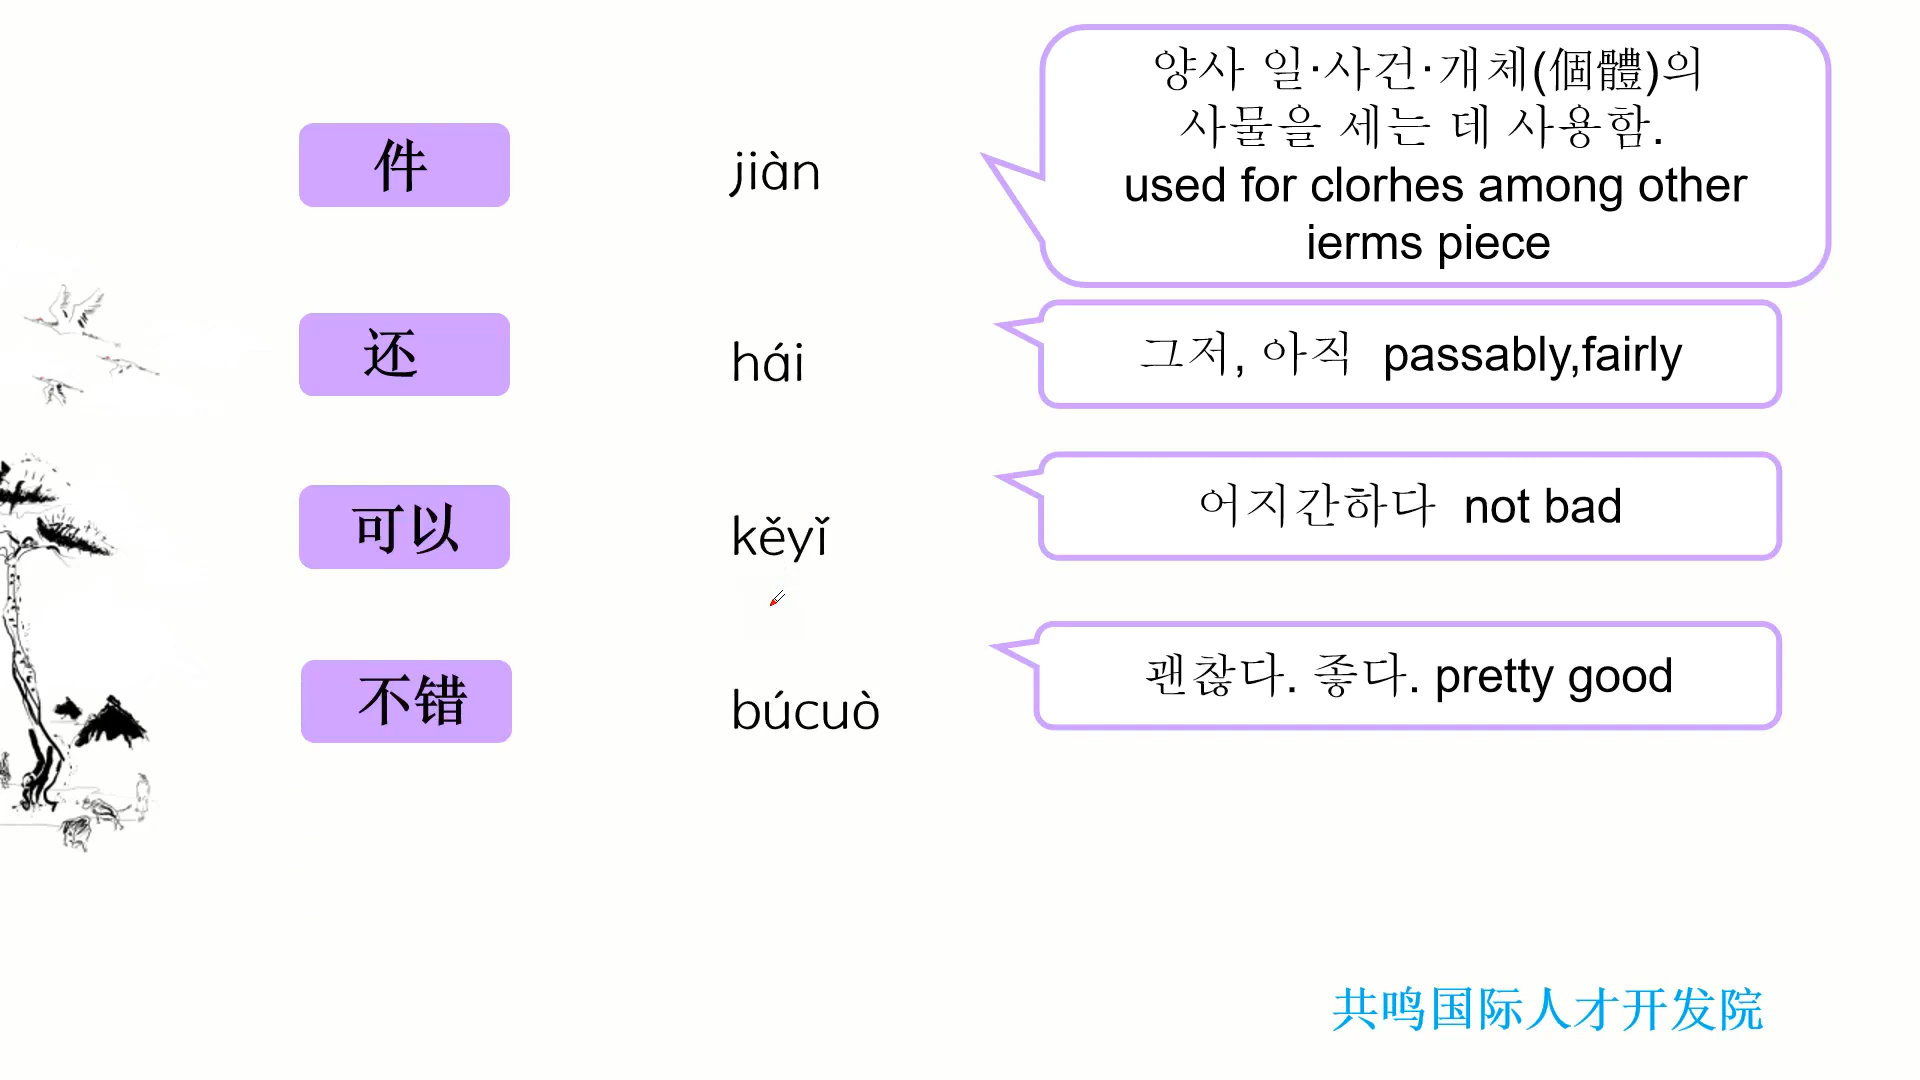 件
jiàn
양사 일·사건·개체(個體)의
사물을 세는 데 사용함.
used for clorhes among other
ierms piece
还
hái
그저, 아직 passably,fairly
可以
kěyǐ
어지간하다 not bad
不错
búcuò
괜찮다. 좋다. pretty good
共鸣国际人才开发院